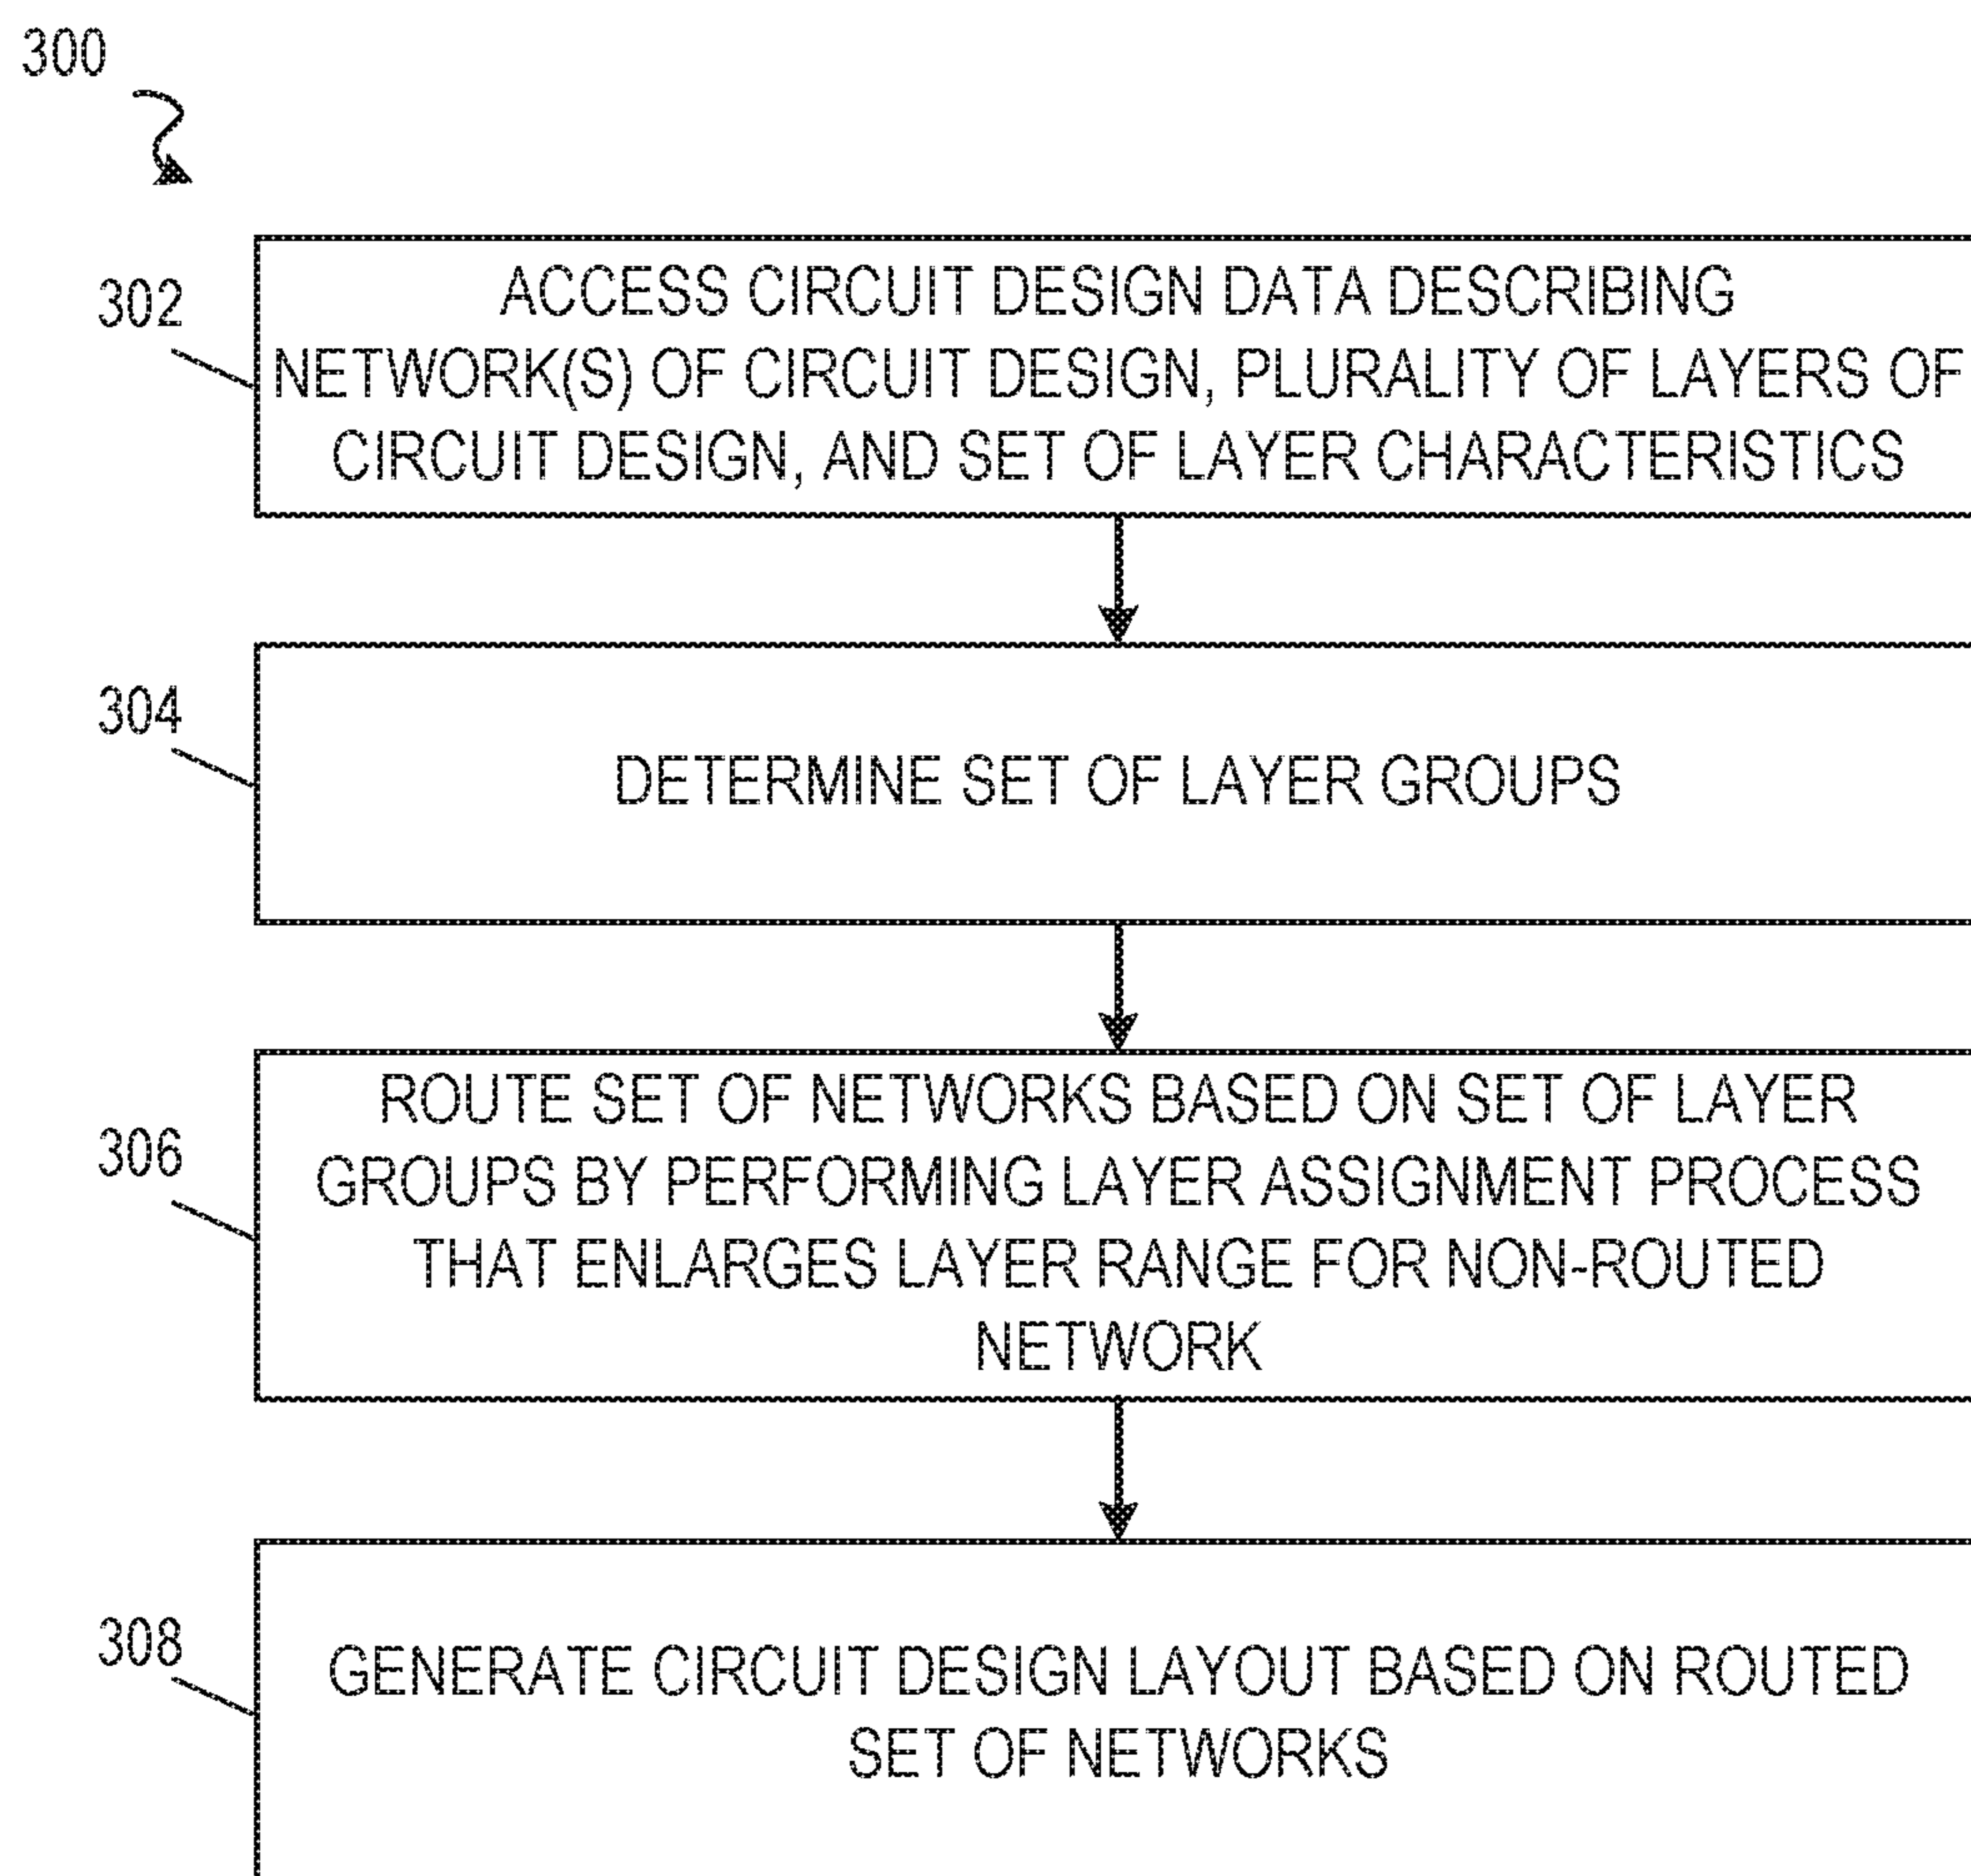 300
302
ACCESS CIRCUIT DESIGN DATA DESCRIBING
NETWORK(S) OF CIRCUIT DESIGN, PLURALITY OF LAYERS OF
CIRCUIT DESIGN, AND SET OF LAYER CHARACTERISTICS
304
DETERMINE SET OF LAYER GROUPS
306
ROUTE SET OF NETWORKS BASED ON SET OF LAYER
GROUPS BY PERFORMING LAYER ASSIGNMENT PROCESS
THAT ENLARGES LAYER RANGE FOR NON-ROUTED
NETWORK
308
GENERATE CIRCUIT DESIGN LAYOUT BASED ON ROUTED
SET OF NETWORKS